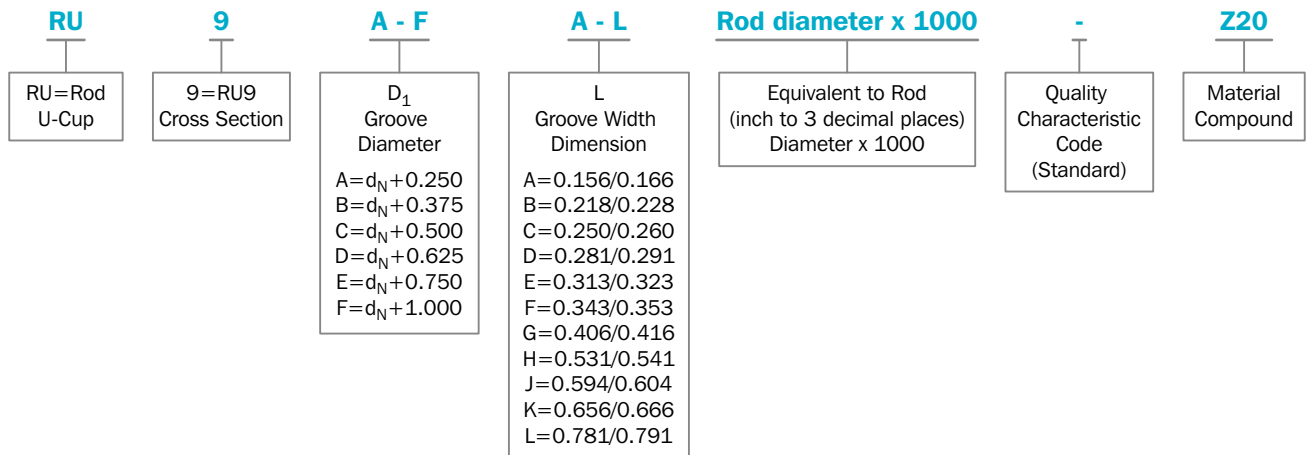 RU 9 A - F A - L Rod diameter x 1000 - Z20
RU=Rod
U-Cup
9=RU9
Cross Section
D₁
Groove
Diameter
A=dN+0.250
B=dN+0.375
C=dN+0.500
D=dN+0.625
E=dN+0.750
F=dN+1.000
L
Groove Width
Dimension
A=0.156/0.166
B=0.218/0.228
C=0.250/0.260
D=0.281/0.291
E=0.313/0.323
F=0.343/0.353
G=0.406/0.416
H=0.531/0.541
J=0.594/0.604
K=0.656/0.666
L=0.781/0.791
Equivalent to Rod
(inch to 3 decimal places)
Diameter x 1000
Quality
Characteristic
Code
(Standard)
Material
Compound